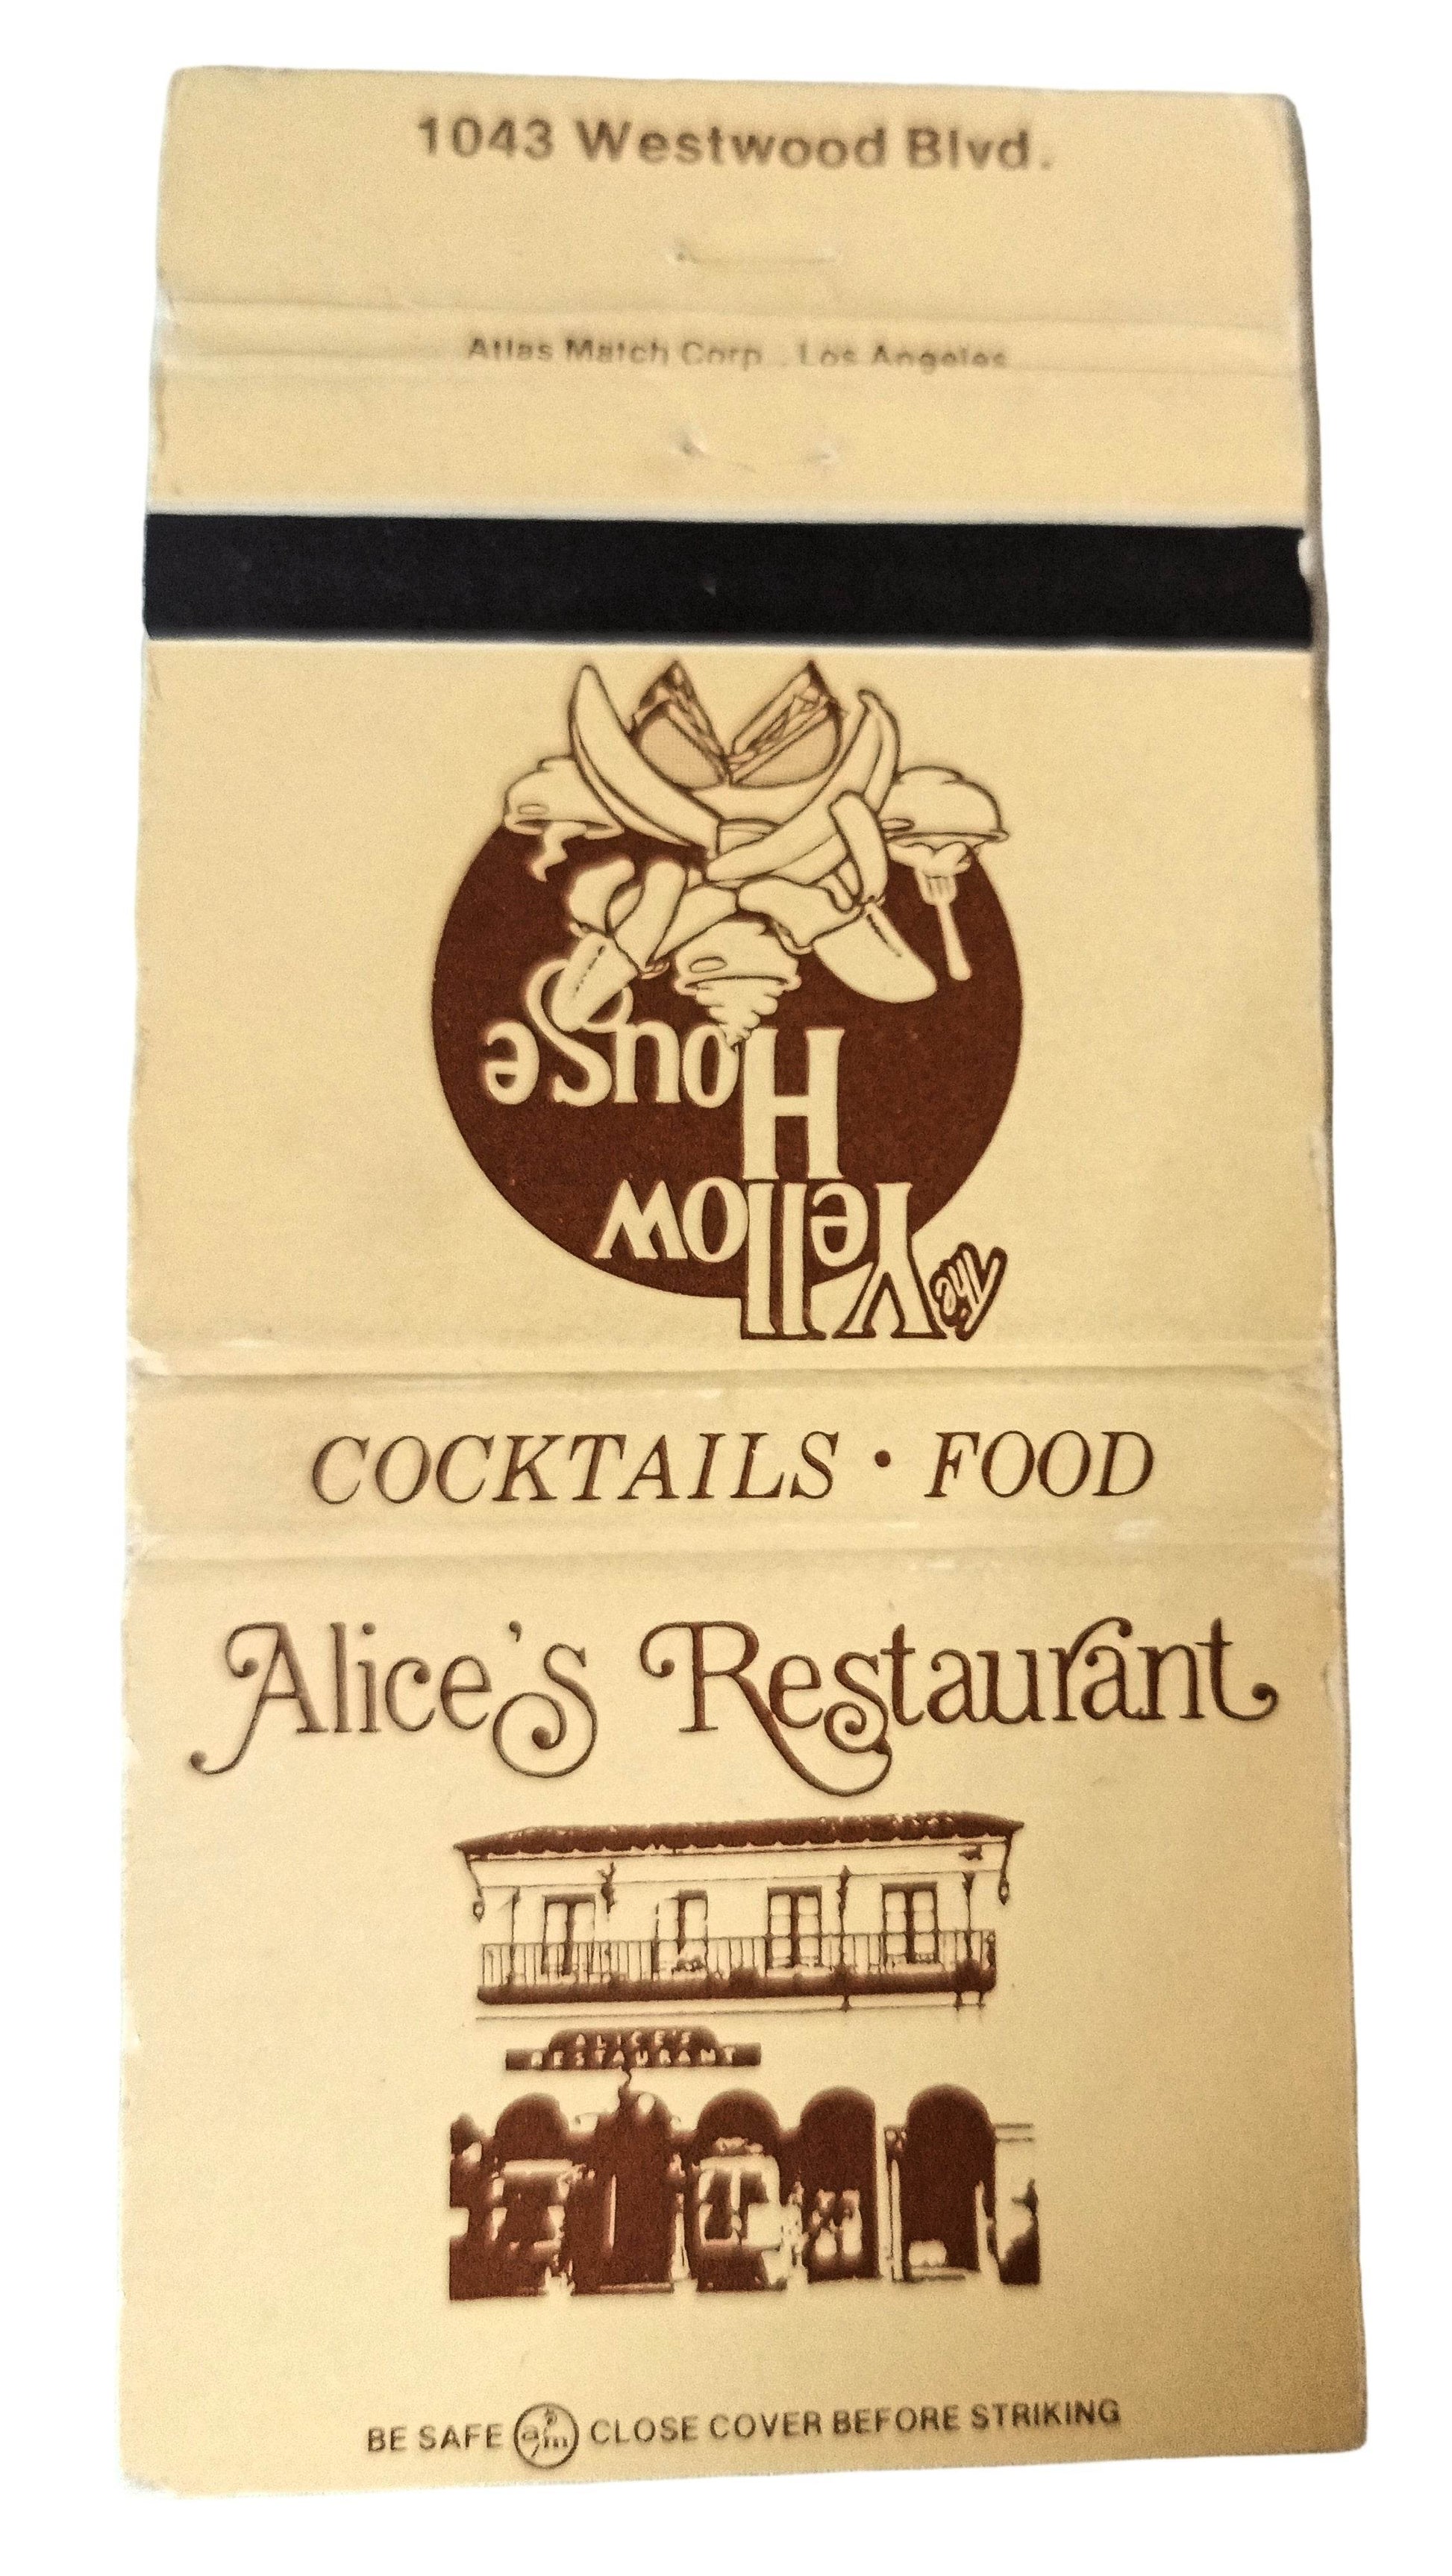 1043 Westwood Blvd.
Atlas Match Corp., Los Angeles
The Yellow
House
COCKTAILS • FOOD
Alice's Restaurant
ALICE'S
RESTAURANT
BE SAFE CLOSE COVER BEFORE STRIKING